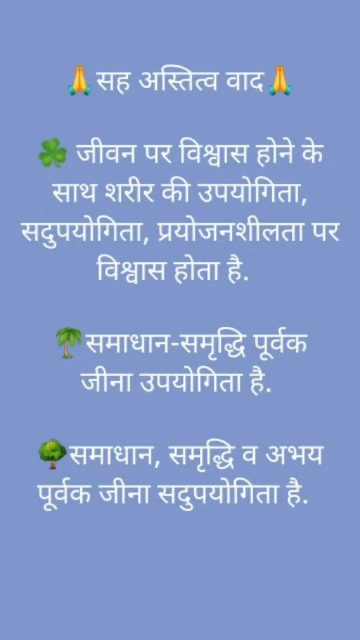 🙏सह अस्तित्व वाद🙏
☘️ जीवन पर विश्वास होने के
साथ शरीर की उपयोगिता,
सदुपयोगिता, प्रयोजनशीलता पर
विश्वास होता है.
🌴समाधान-समृद्धि पूर्वक
जीना उपयोगिता है.
🌳समाधान, समृद्धि व अभय
पूर्वक जीना सदुपयोगिता है.